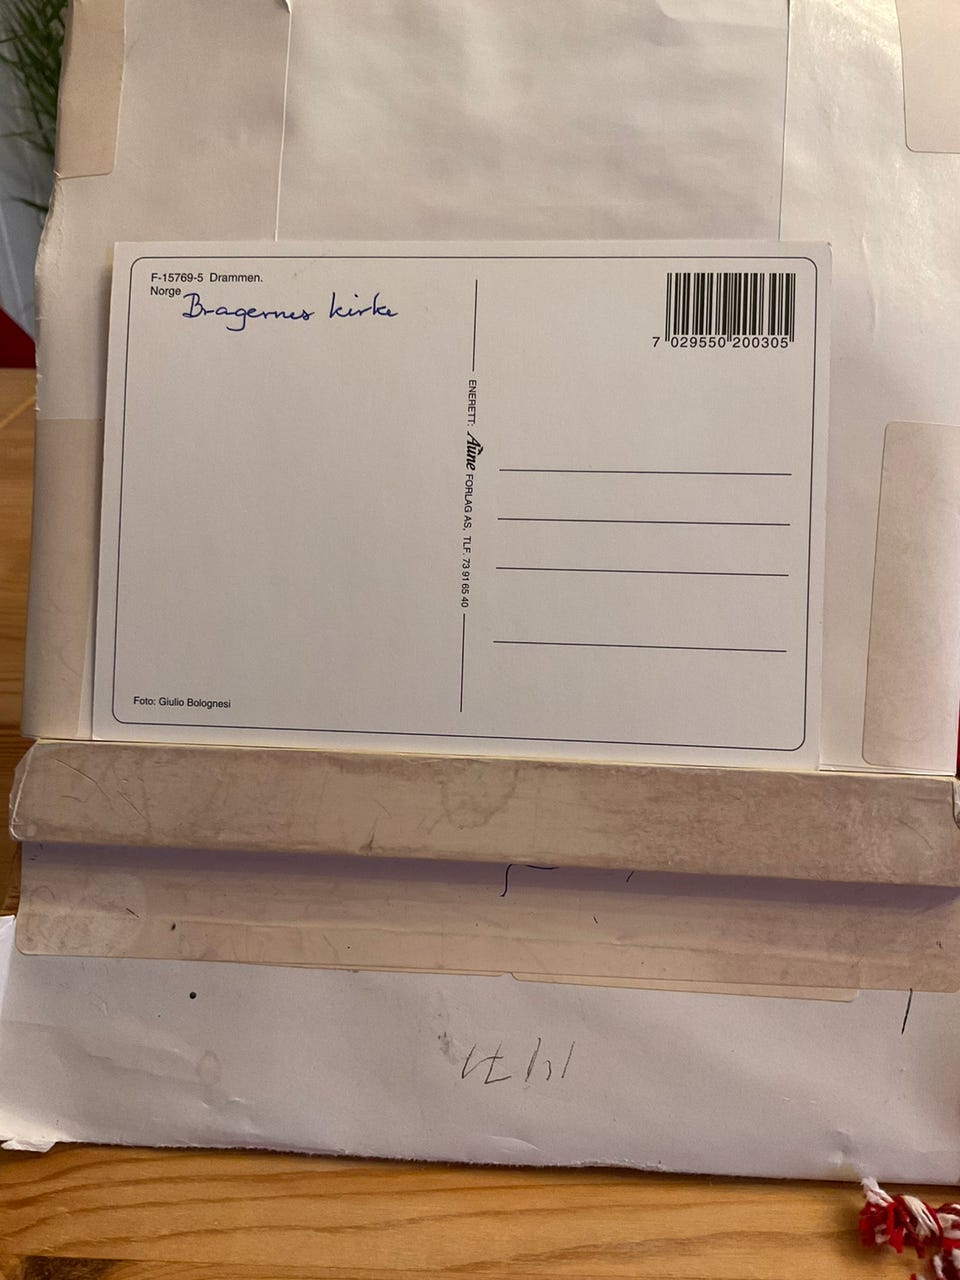 F-15769-5 Drammen.
Norge
Bragernes kirke
7 029550 200305
ENERETT: Aune FORLAG AS, TLF. 73 91 65 40
Foto: Giulio Bolognesi